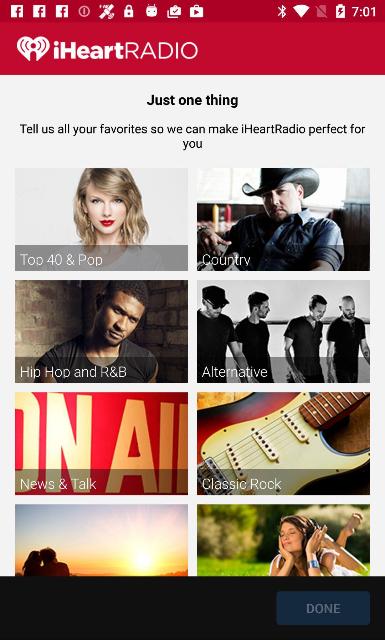 7:01
iHeartRADIO
Just one thing
Tell us all your favorites so we can make iHeartRadio perfect for
you
Top 40 & Pop
Country
Hip Hop and R&B
Alternative
ON AI
News & Talk
Classic Rock
DONE